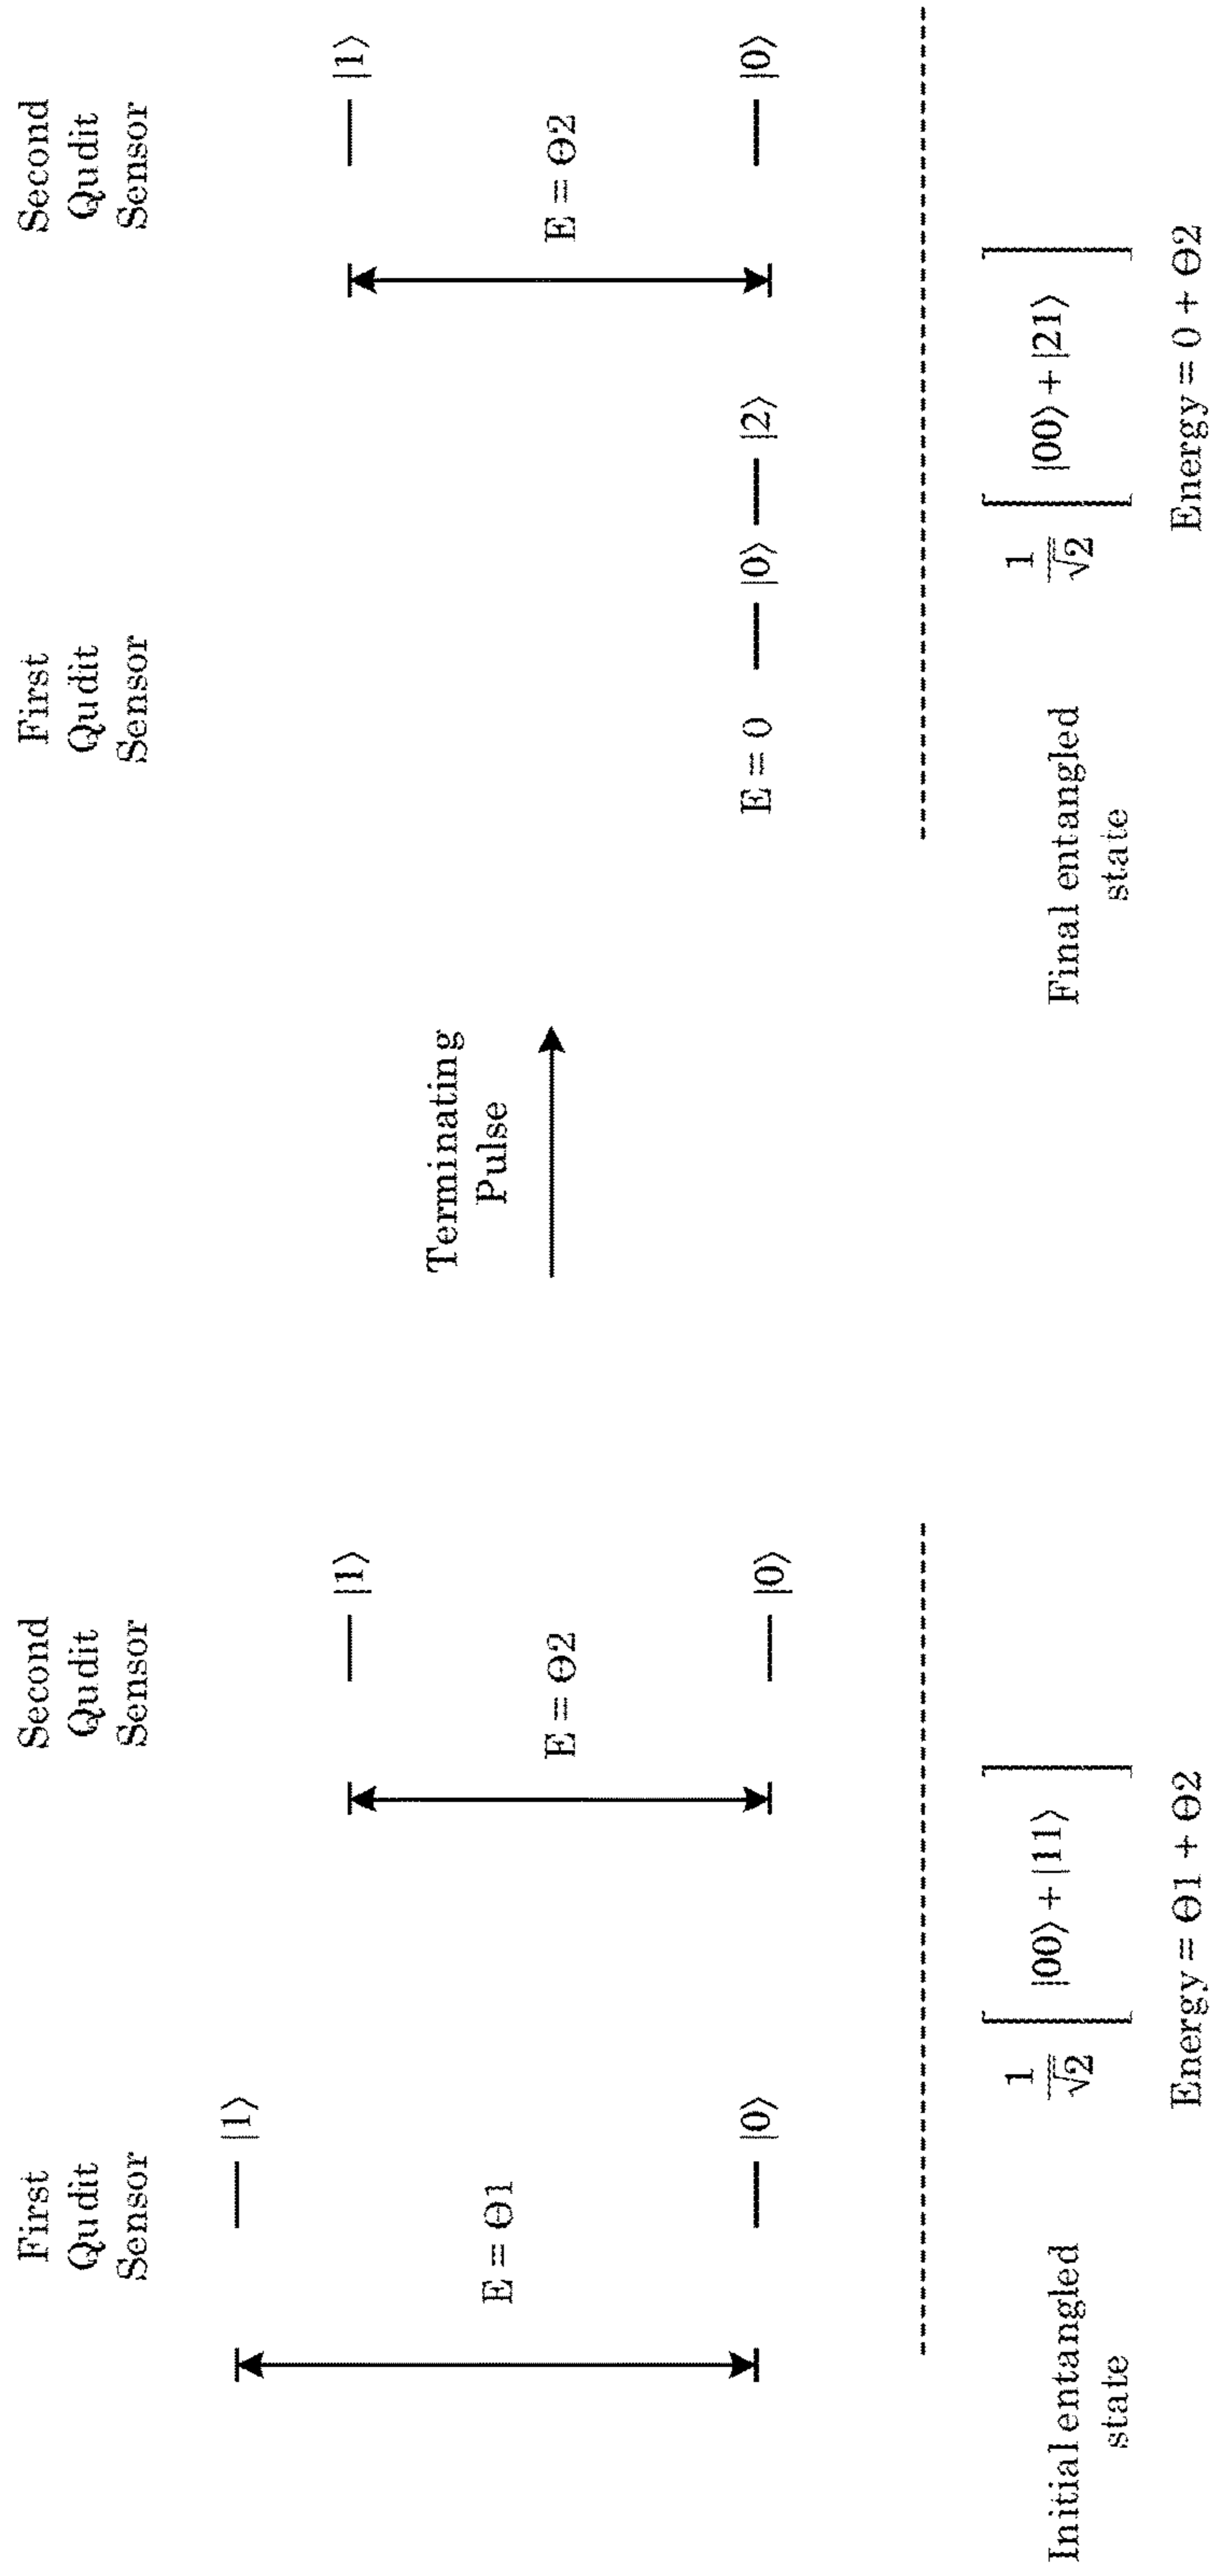 First
Qudit
Sensor
Second
Qudit
Sensor
|1⟩
|0⟩
E = Θ1
|1⟩
|0⟩
E = Θ2
Initial entangled
state
1/√2 [ |00⟩ + |11⟩ ]
Energy = Θ1 + Θ2
Terminating
Pulse
First
Qudit
Sensor
Second
Qudit
Sensor
E = 0
|0⟩
|2⟩
|1⟩
|0⟩
E = Θ2
Final entangled
state
1/√2 [ |00⟩ + |21⟩ ]
Energy = 0 + Θ2